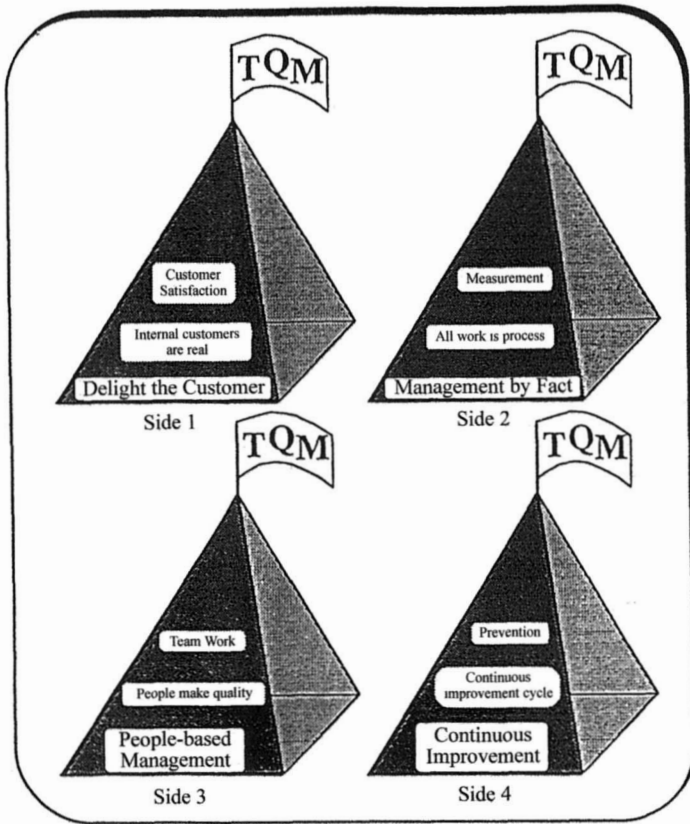 TQM
TQM
Customer
Satisfaction
Internal customers
are real
Delight the Customer
Side 1
Measurement
All work is process
Management by Fact
Side 2
TQM
TQM
Team Work
People make quality
People-based
Management
Side 3
Prevention
Continuous
improvement cycle
Continuous
Improvement
Side 4